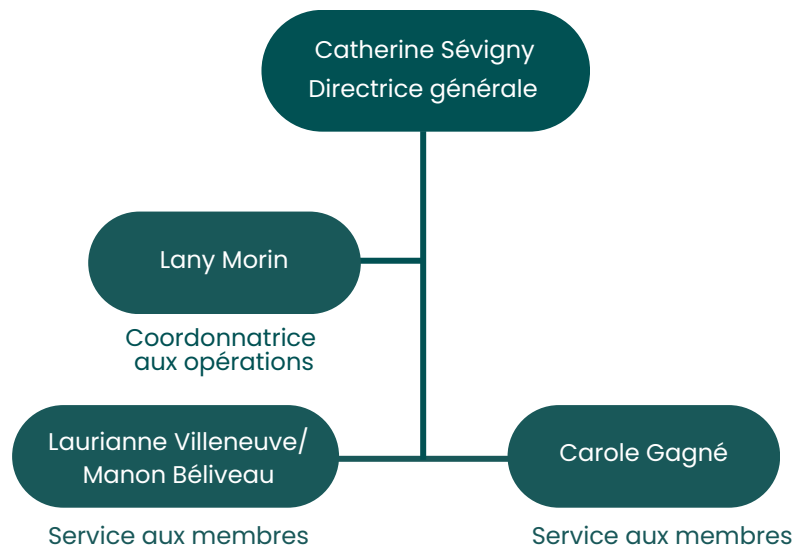 Catherine Sévigny
Directrice générale
Lany Morin
Coordonnatrice
aux opérations
Laurianne Villeneuve/
Manon Béliveau
Service aux membres
Carole Gagné
Service aux membres